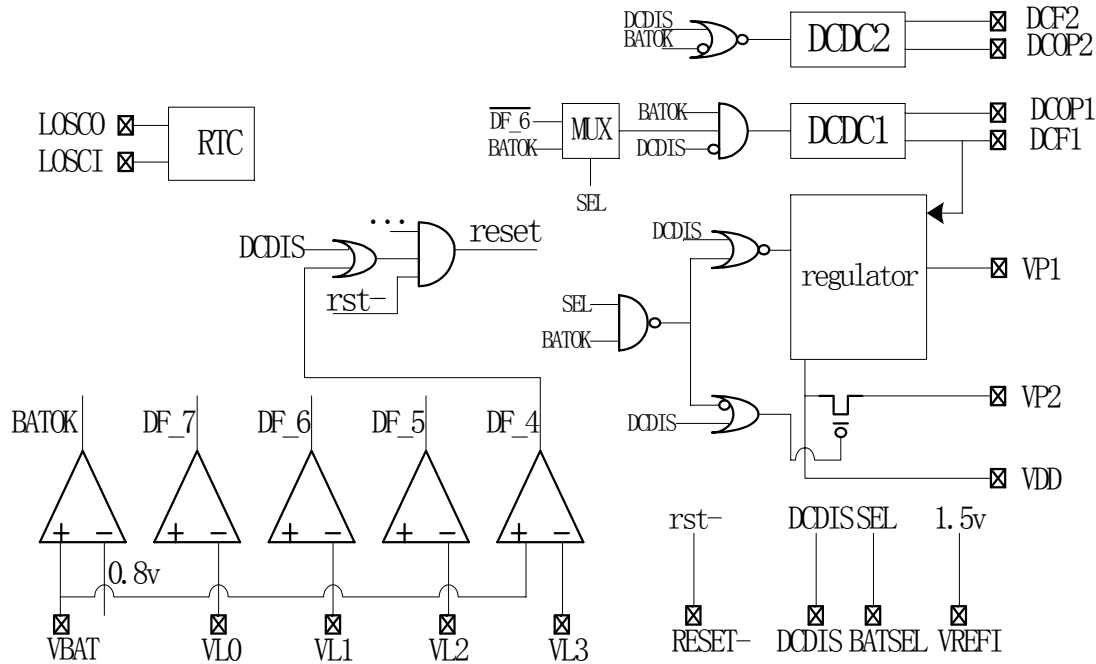 DCDIS
BATOK
DCDC2
DCF2
DCOP2
LOSCO
LOSCI
RTC
DF_6
BATOK
MUX
SEL
BATOK
DCDIS
DCDC1
DCOP1
DCF1
...
DCDIS
rst-
reset
DCDIS
SEL
BATOK
DCDIS
regulator
VP1
VP2
VDD
BATOK
DF_7
DF_6
DF_5
DF_4
+ -
+ -
+ -
+ -
+ -
0.8v
VBAT
VL0
VL1
VL2
VL3
rst-
DCDIS
SEL
1.5v
RESET-
DCDIS
BATSEL
VREFI